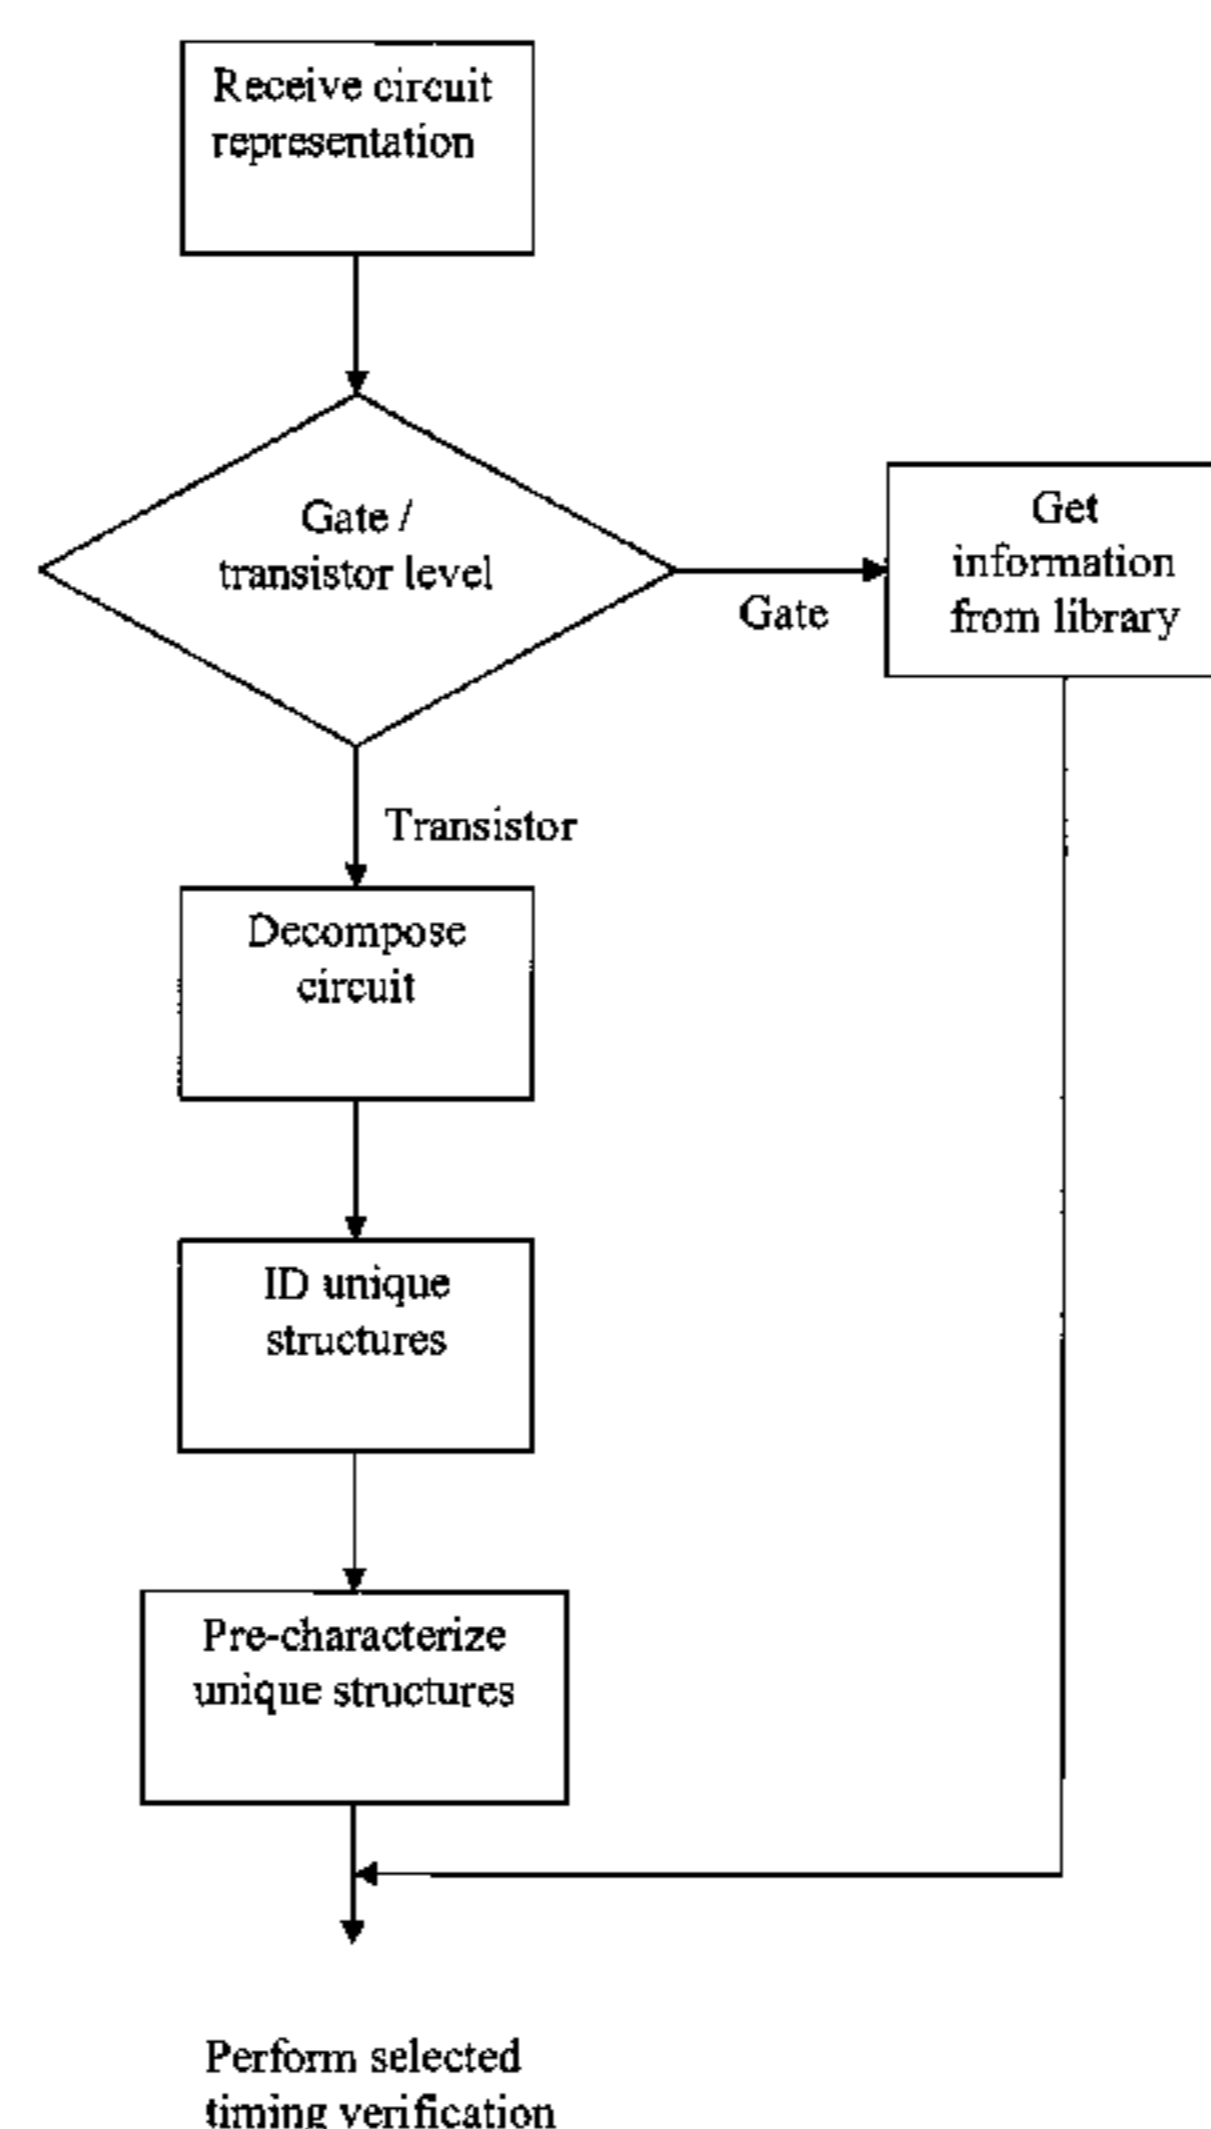 Receive circuit
representation
Gate /
transistor level
Gate
Get
information
from library
Transistor
Decompose
circuit
ID unique
structures
Pre-characterize
unique structures
Perform selected
timing verification